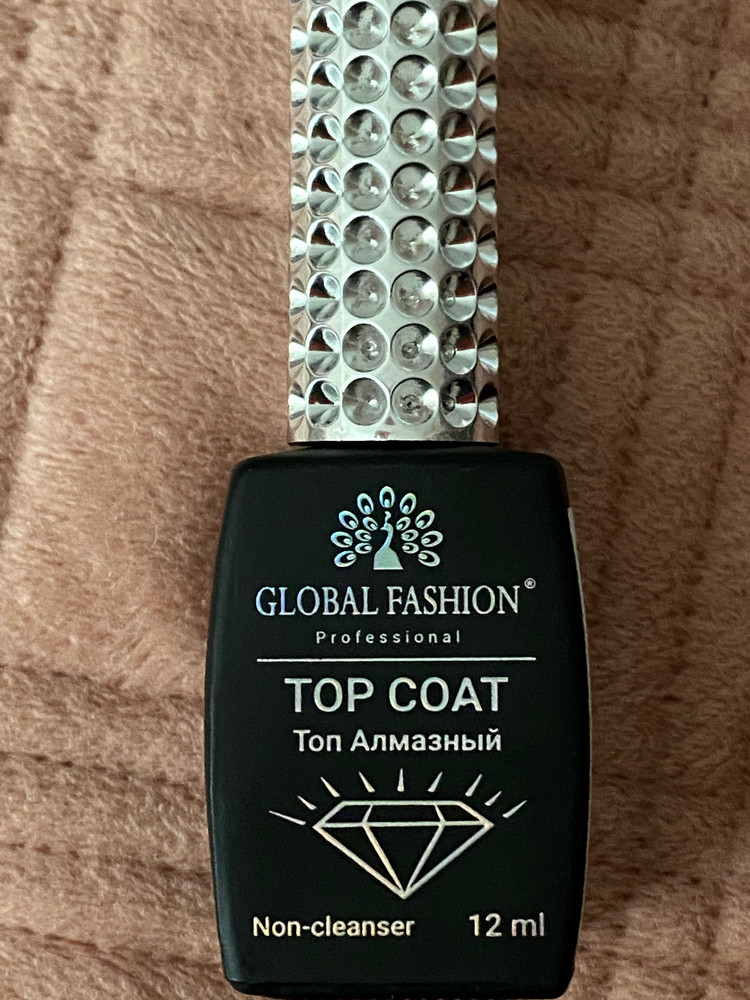 GLOBAL FASHION®
Professional
TOP COAT
Топ Алмазный
Non-cleanser 12 ml